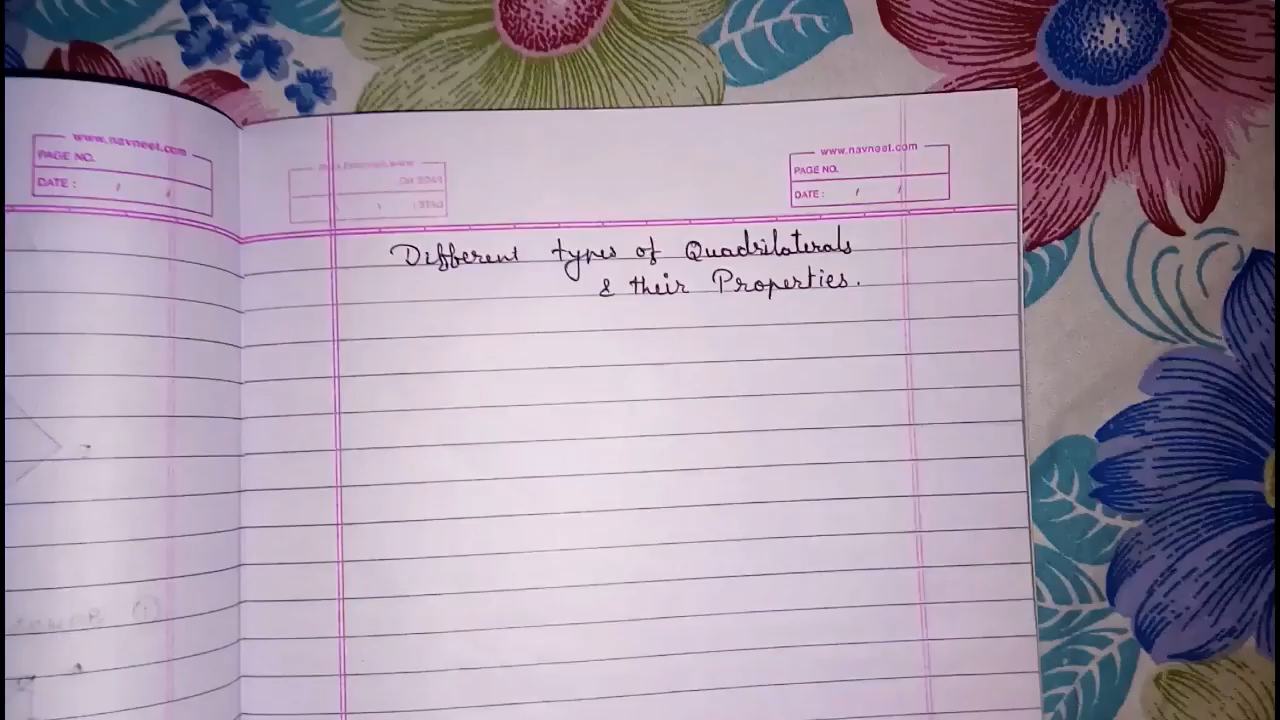 www.navneet.com
PAGE NO.
DATE : / /
www.navneet.com
PAGE NO.
DATE : / /
Different types of Quadrilaterals
& their Properties.